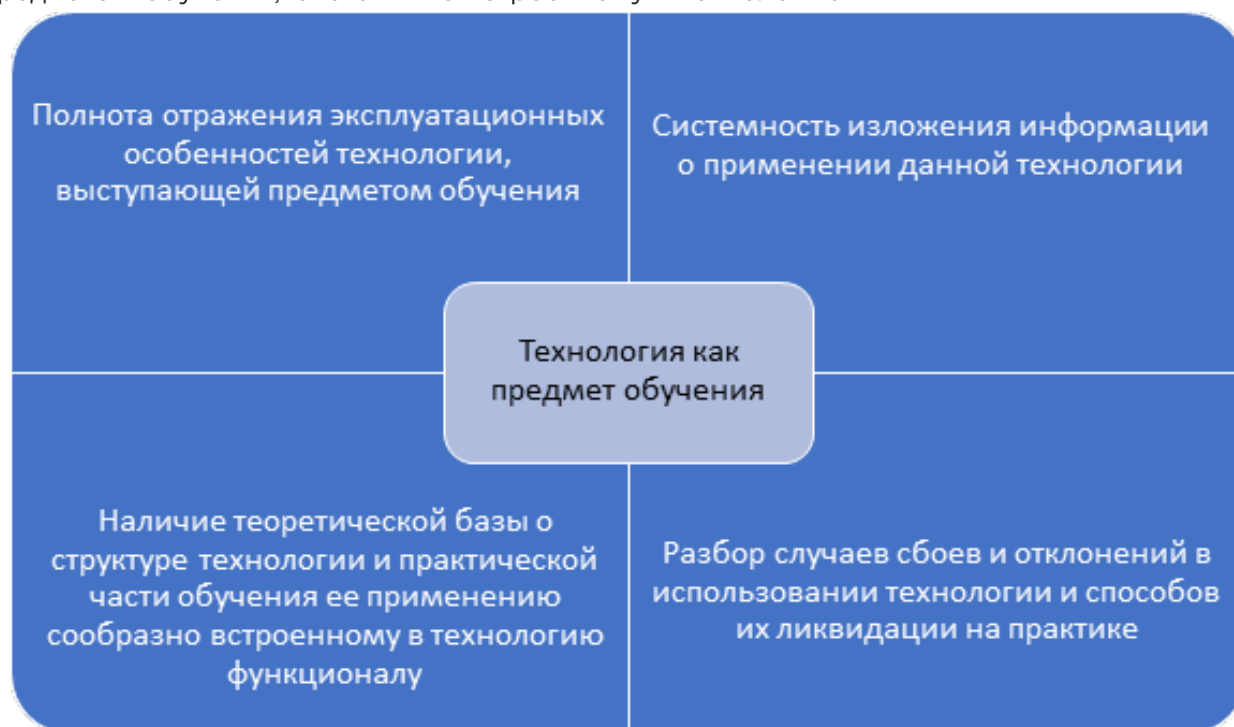 Полнота отражения эксплуатационных
особенностей технологии,
выступающей предметом обучения
Системность изложения информации
о применении данной технологии
Технология как
предмет обучения
Наличие теоретической базы о
структуре технологии и практической
части обучения ее применению
сообразно встроенному в технологию
функционалу
Разбор случаев сбоев и отклонений в
использовании технологии и способов
их ликвидации на практике